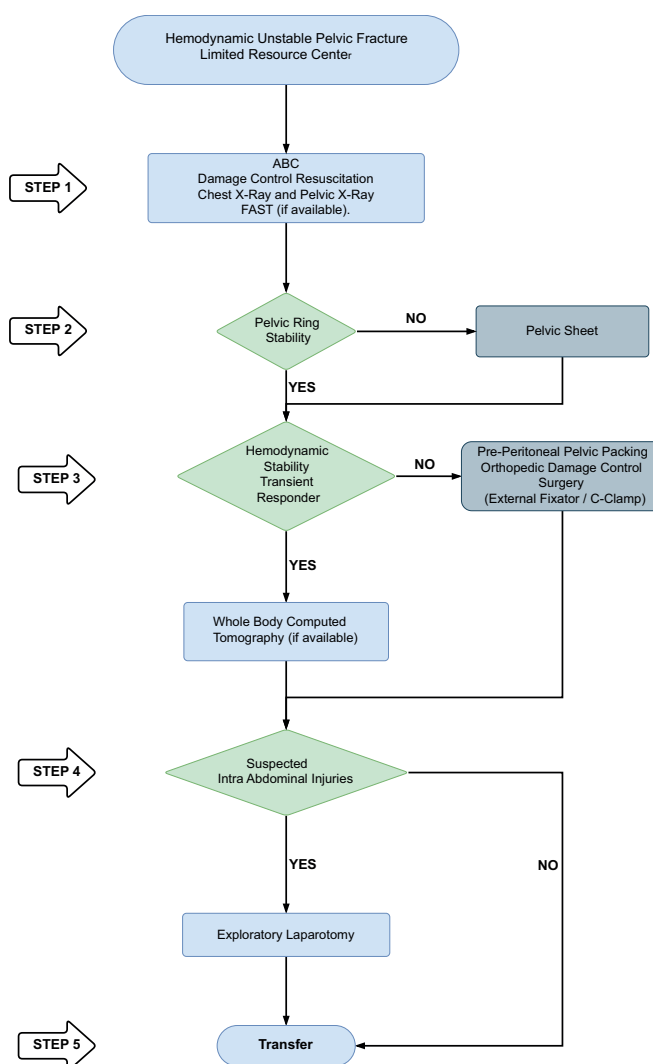 Hemodynamic Unstable Pelvic Fracture
Limited Resource Center
STEP 1
ABC
Damage Control Resuscitation
Chest X-Ray and Pelvic X-Ray
FAST (if available).
STEP 2
Pelvic Ring
Stability
NO
Pelvic Sheet
YES
STEP 3
Hemodynamic
Stability
Transient
Responder
NO
Pre-Peritoneal Pelvic Packing
Orthopedic Damage Control
Surgery
(External Fixator / C-Clamp)
YES
Whole Body Computed
Tomography (if available)
STEP 4
Suspected
Intra Abdominal Injuries
YES
NO
Exploratory Laparotomy
STEP 5
Transfer